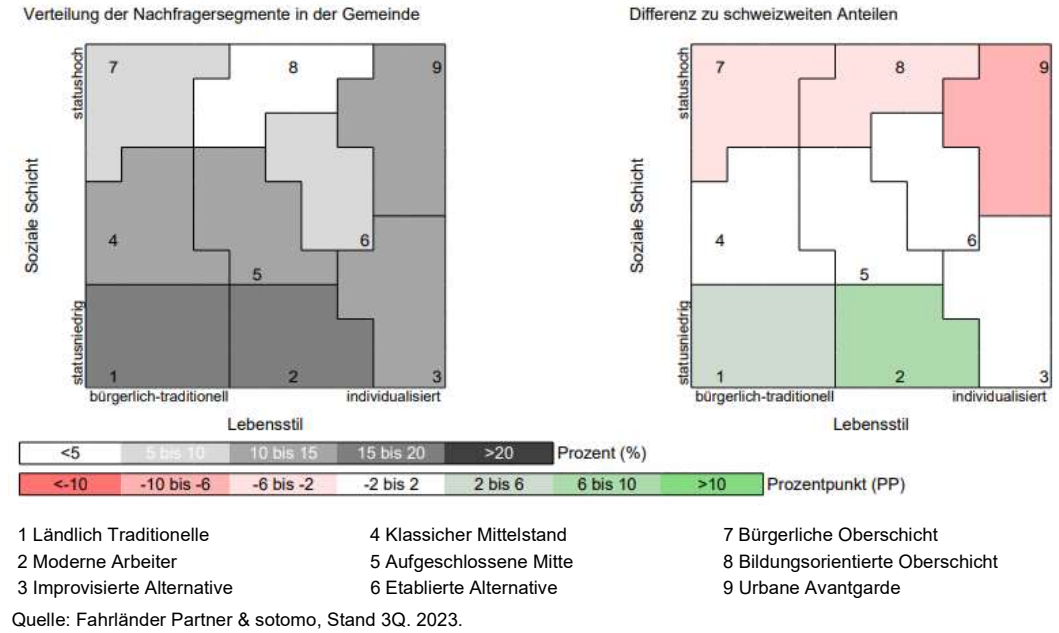 Verteilung der Nachfragersegmente in der Gemeinde
Differenz zu schweizweiten Anteilen
Soziale Schicht
statushoch
statusniedrig
7
8
9
4
6
5
1
2
3
bürgerlich-traditionell
individualisiert
Lebensstil
Soziale Schicht
statushoch
statusniedrig
7
8
9
4
6
5
1
2
3
bürgerlich-traditionell
individualisiert
Lebensstil
<5 5 bis 10 10 bis 15 15 bis 20 >20 Prozent (%)
<-10 -10 bis -6 -6 bis -2 -2 bis 2 2 bis 6 6 bis 10 >10 Prozentpunkt (PP)
1 Ländlich Traditionelle
2 Moderne Arbeiter
3 Improvisierte Alternative
4 Klassicher Mittelstand
5 Aufgeschlossene Mitte
6 Etablierte Alternative
7 Bürgerliche Oberschicht
8 Bildungsorientierte Oberschicht
9 Urbane Avantgarde
Quelle: Fahrländer Partner & sotomo, Stand 3Q. 2023.